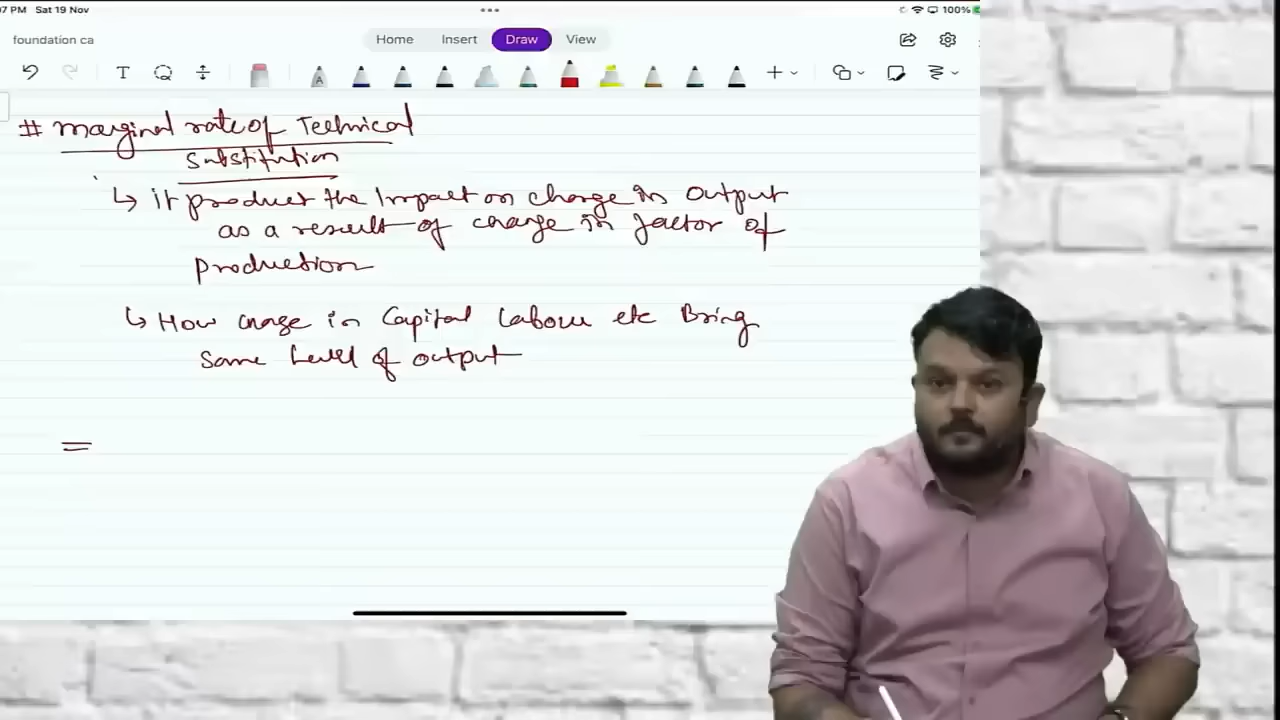 7 PM Sat 19 Nov
100%
foundation ca
Home Insert Draw View
# Marginal rate of Technical
Substitution
↳ it product the Impact on change in output
as a result of change in factor of
production
↳ How change in Capital Labour etc Bring
Same Level of output
=